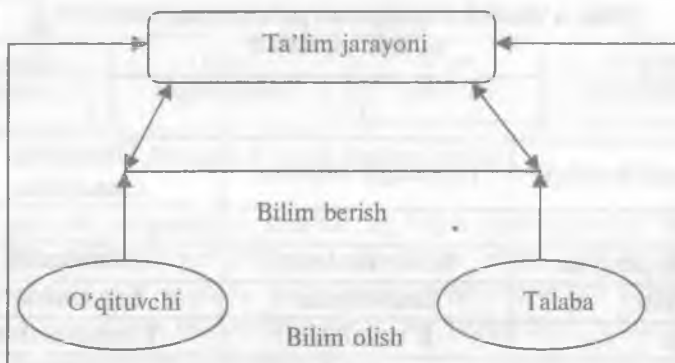 Ta’lim jarayoni
Bilim berish
O‘qituvchi
Talaba
Bilim olish